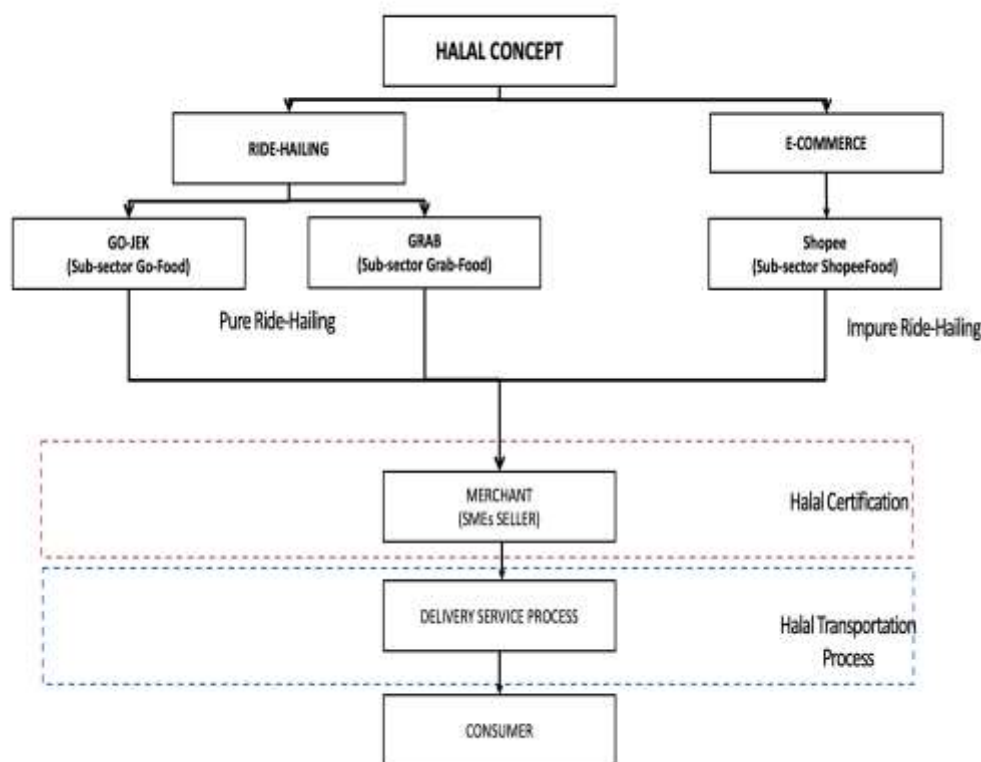 HALAL CONCEPT
RIDE-HAILING
E-COMMERCE
GO-JEK
(Sub-sector Go-Food)
GRAB
(Sub-sector Grab-Food)
Shopee
(Sub-sector ShopeeFood)
Pure Ride-Hailing
Impure Ride-Hailing
MERCHANT
(SMEs SELLER)
Halal Certification
DELIVERY SERVICE PROCESS
Halal Transportation
Process
CONSUMER